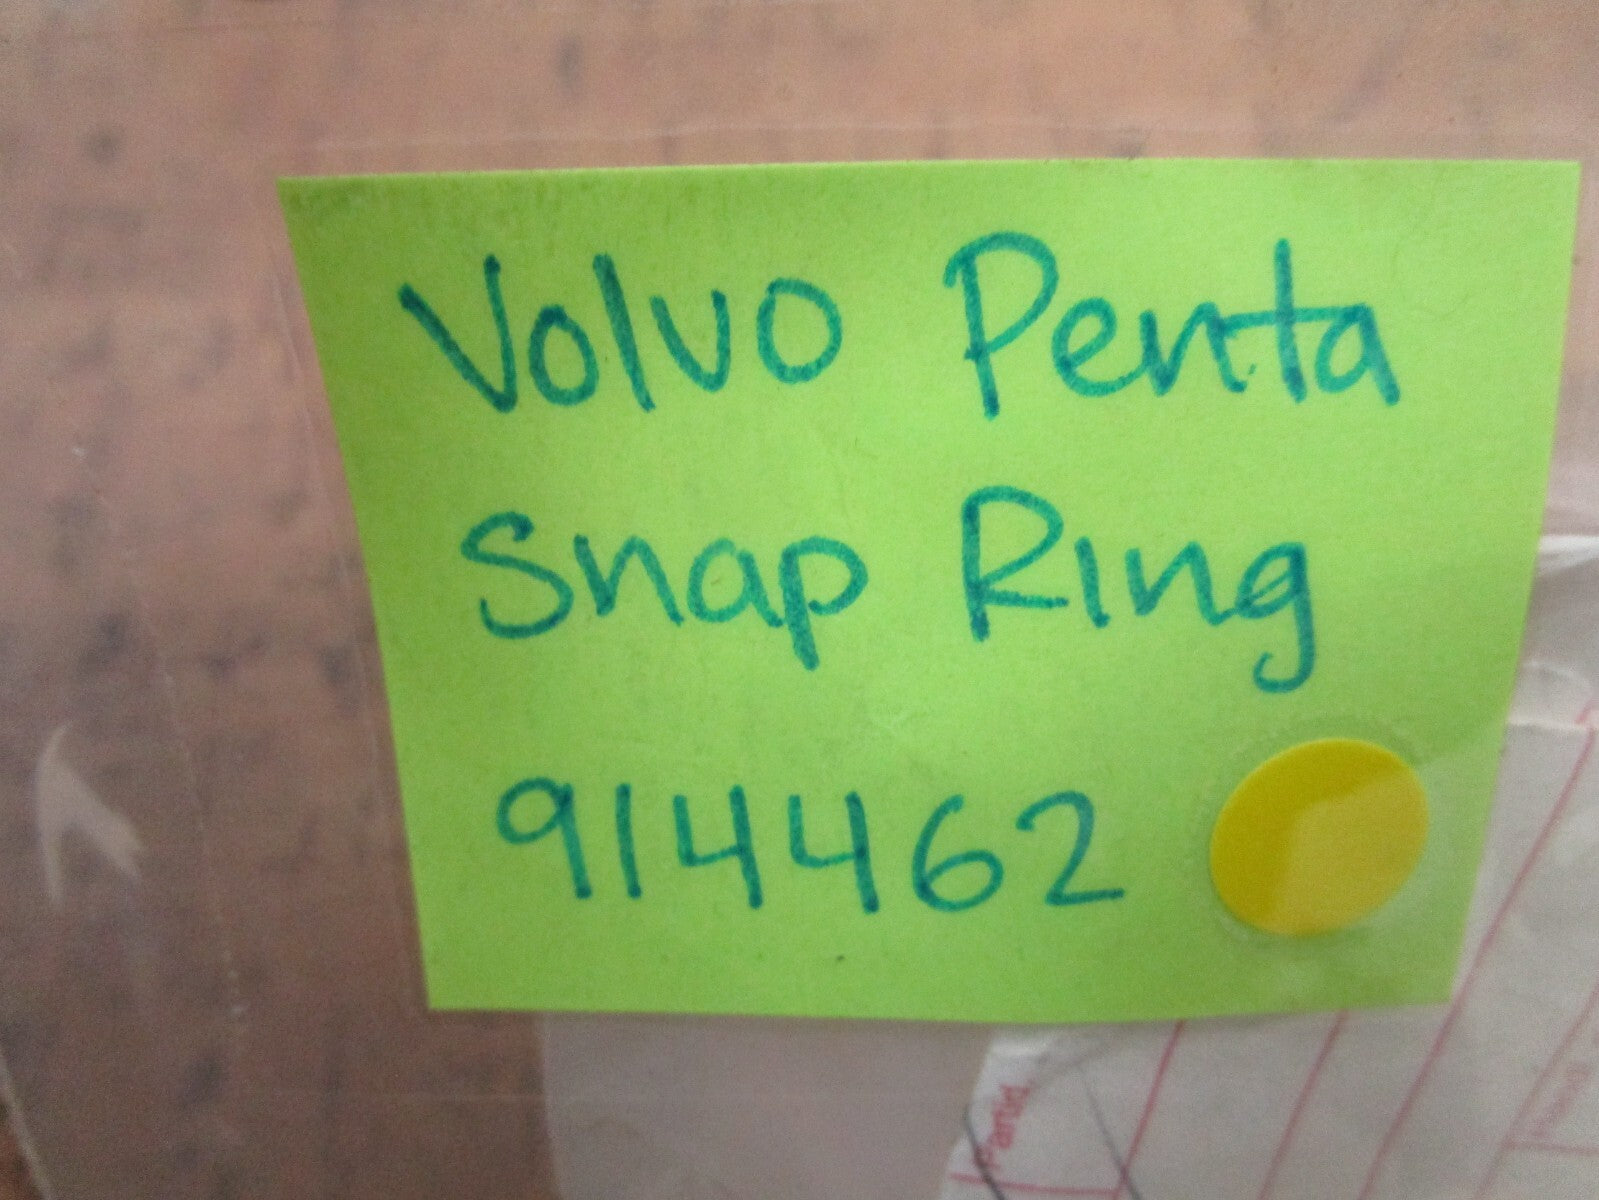 Volvo Penta
Snap Ring
914462